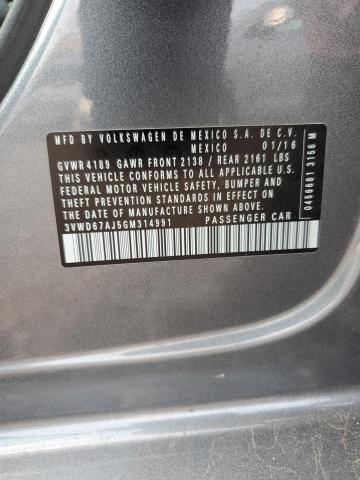 MFD BY VOLKSWAGEN DE MEXICO S.A. DE C.V.
MEXICO 01/16
GVWR 4189 GAWR FRONT 2138 / REAR 2161 LBS
THIS VEHICLE CONFORMS TO ALL APPLICABLE U.S.
FEDERAL MOTOR VEHICLE SAFETY, BUMPER AND
THEFT PREVENTION STANDARDS IN EFFECT ON
THE DATE OF MANUFACTURE SHOWN ABOVE.
3VWD67AJ5GM314991 PASSENGER CAR
0456681 3156 M